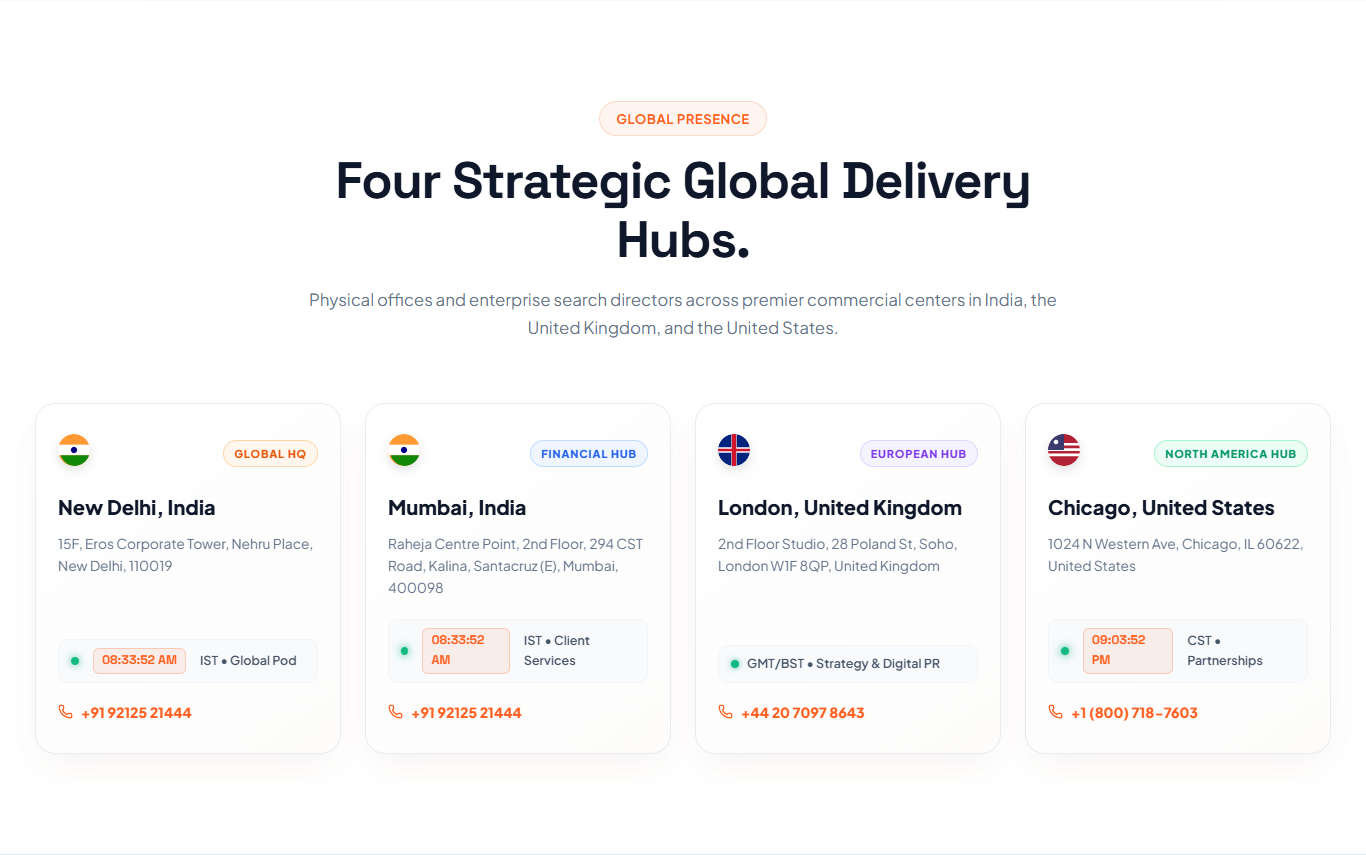 GLOBAL PRESENCE
Four Strategic Global Delivery
Hubs.
Physical offices and enterprise search directors across premier commercial centers in India, the
United Kingdom, and the United States.
GLOBAL HQ
New Delhi, India
15F, Eros Corporate Tower, Nehru Place,
New Delhi, 110019
08:33:52 AM IST • Global Pod
+91 92125 21444
FINANCIAL HUB
Mumbai, India
Raheja Centre Point, 2nd Floor, 294 CST
Road, Kalina, Santacruz (E), Mumbai,
400098
08:33:52
AM
IST • Client
Services
+91 92125 21444
EUROPEAN HUB
London, United Kingdom
2nd Floor Studio, 28 Poland St, Soho,
London W1F 8QP, United Kingdom
GMT/BST • Strategy & Digital PR
+44 20 7097 8643
NORTH AMERICA HUB
Chicago, United States
1024 N Western Ave, Chicago, IL 60622,
United States
09:03:52
PM
CST •
Partnerships
+1 (800) 718-7603